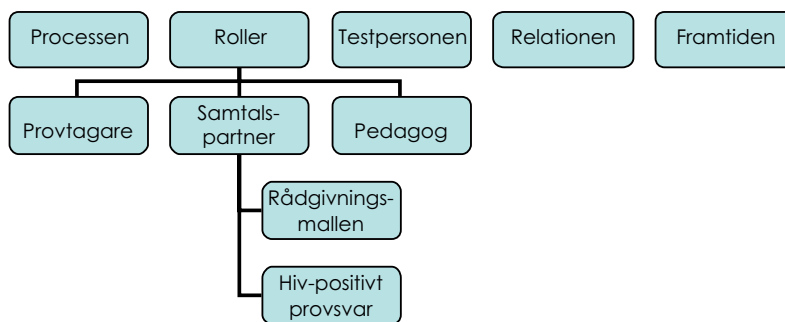 Processen
Roller
Testpersonen
Relationen
Framtiden
Provtagare
Samtals-
partner
Pedagog
Rådgivnings-
mallen
Hiv-positivt
provsvar